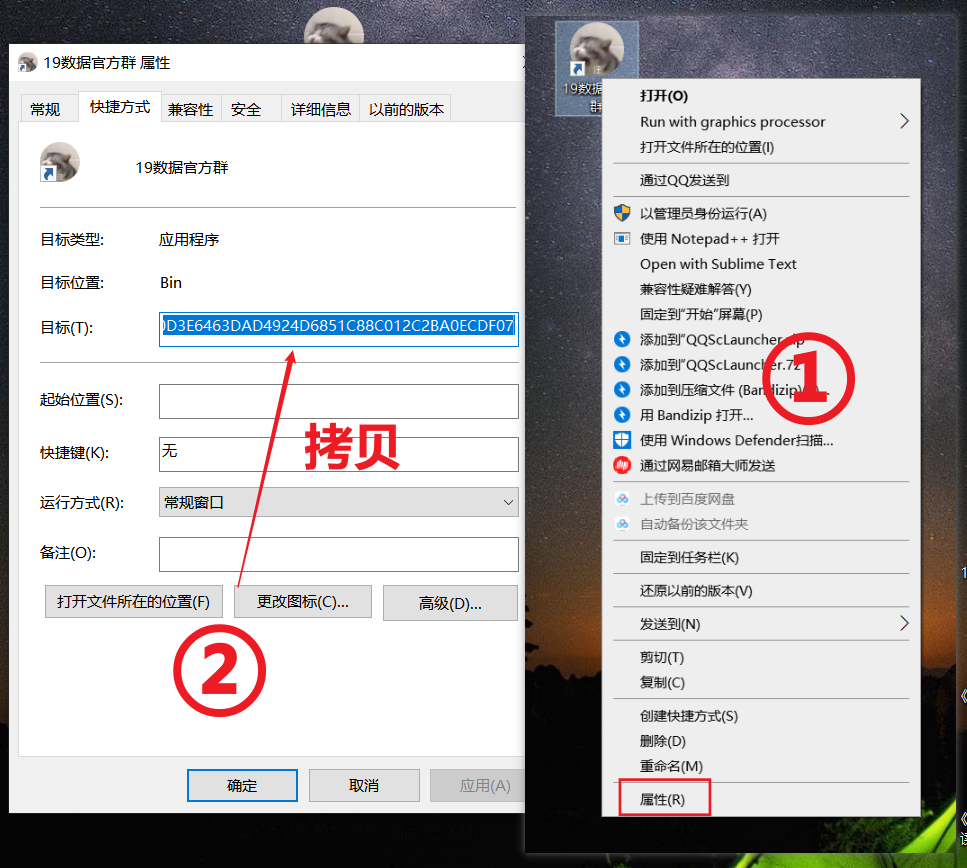 19数据官方群 属性
常规
快捷方式
兼容性
安全
详细信息
以前的版本
19数据官方群
目标类型:
应用程序
目标位置:
Bin
目标(T):
D3E6463DAD4924D6851C88C012C2BA0ECDF07
起始位置(S):
快捷键(K):
无
拷贝
运行方式(R):
常规窗口
备注(O):
打开文件所在的位置(F)
更改图标(C)...
高级(D)...
2
确定
取消
应用(A)
19数据
群
打开(O)
Run with graphics processor
打开文件所在的位置(I)
通过QQ发送到
以管理员身份运行(A)
使用 Notepad++ 打开
Open with Sublime Text
兼容性疑难解答(Y)
固定到"开始"屏幕(P)
添加到"QQScLauncher.zip"
添加到"QQScLauncher.7z"
添加到压缩文件 (Bandizip)
1
用 Bandizip 打开...
使用 Windows Defender扫描...
通过网易邮箱大师发送
上传到百度网盘
自动备份该文件夹
固定到任务栏(K)
还原以前的版本(V)
发送到(N)
剪切(T)
复制(C)
创建快捷方式(S)
删除(D)
重命名(M)
属性(R)